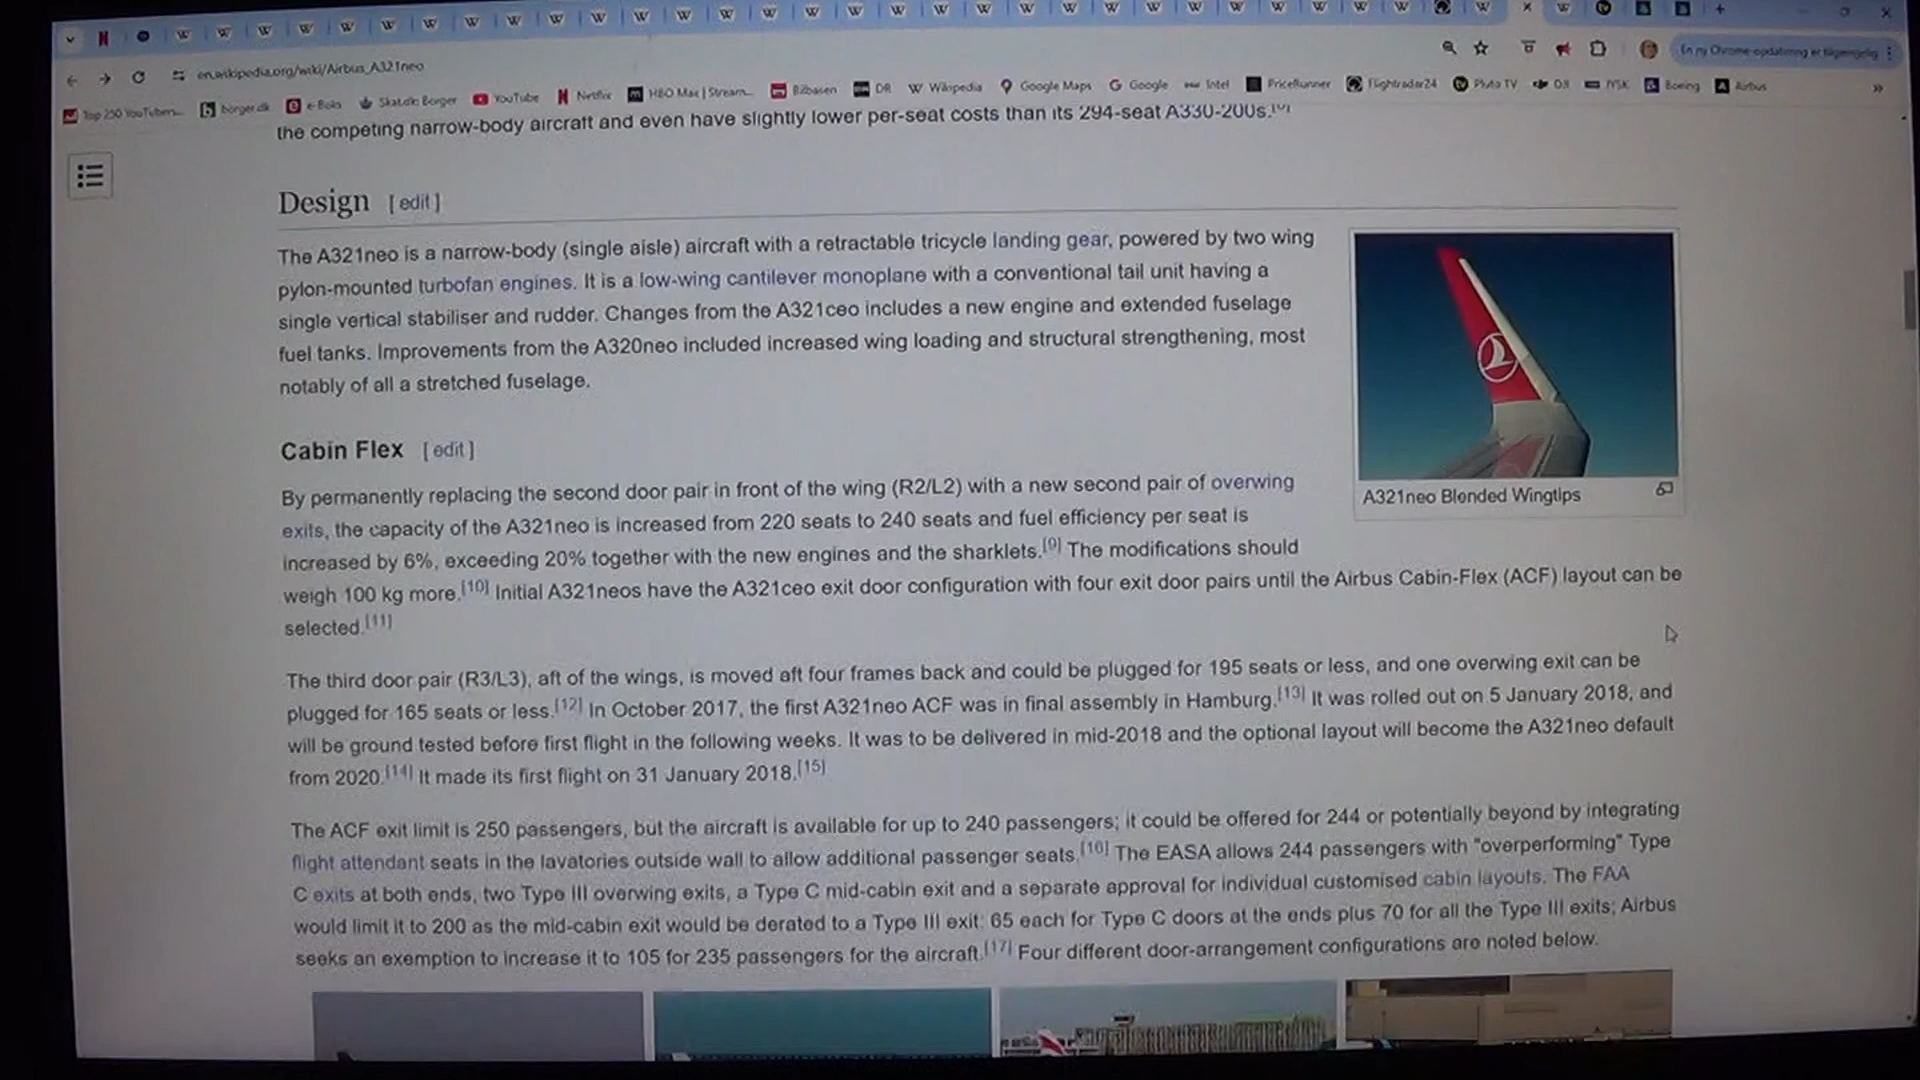 en.wikipedia.org/wiki/Airbus_A321neo
En ny Chrome-opdatering er tilgængelig
Top 250 YouTubers... borger.dk e-Boks Skat.dk: Borger YouTube Netflix HBO Max | Stream... Bilbasen DR Wikipedia Google Maps Google Intel PriceRunner Flightradar24 Pluto TV JYSK Boeing Airbus »
the competing narrow-body aircraft and even have slightly lower per-seat costs than its 294-seat A330-200s.
Design [ edit ]
The A321neo is a narrow-body (single aisle) aircraft with a retractable tricycle landing gear, powered by two wing
pylon-mounted turbofan engines. It is a low-wing cantilever monoplane with a conventional tail unit having a
single vertical stabiliser and rudder. Changes from the A321ceo includes a new engine and extended fuselage
fuel tanks. Improvements from the A320neo included increased wing loading and structural strengthening, most
notably of all a stretched fuselage.
A321neo Blended Wingtips
Cabin Flex [ edit ]
By permanently replacing the second door pair in front of the wing (R2/L2) with a new second pair of overwing
exits, the capacity of the A321neo is increased from 220 seats to 240 seats and fuel efficiency per seat is
increased by 6%, exceeding 20% together with the new engines and the sharklets.[9] The modifications should
weigh 100 kg more.[10] Initial A321neos have the A321ceo exit door configuration with four exit door pairs until the Airbus Cabin-Flex (ACF) layout can be
selected.[11]
The third door pair (R3/L3), aft of the wings, is moved aft four frames back and could be plugged for 195 seats or less, and one overwing exit can be
plugged for 165 seats or less.[12] In October 2017, the first A321neo ACF was in final assembly in Hamburg.[13] It was rolled out on 5 January 2018, and
will be ground tested before first flight in the following weeks. It was to be delivered in mid-2018 and the optional layout will become the A321neo default
from 2020.[14] It made its first flight on 31 January 2018.[15]
The ACF exit limit is 250 passengers, but the aircraft is available for up to 240 passengers; it could be offered for 244 or potentially beyond by integrating
flight attendant seats in the lavatories outside wall to allow additional passenger seats.[16] The EASA allows 244 passengers with "overperforming" Type
C exits at both ends, two Type III overwing exits, a Type C mid-cabin exit and a separate approval for individual customised cabin layouts. The FAA
would limit it to 200 as the mid-cabin exit would be derated to a Type III exit: 65 each for Type C doors at the ends plus 70 for all the Type III exits; Airbus
seeks an exemption to increase it to 105 for 235 passengers for the aircraft.[17] Four different door-arrangement configurations are noted below.